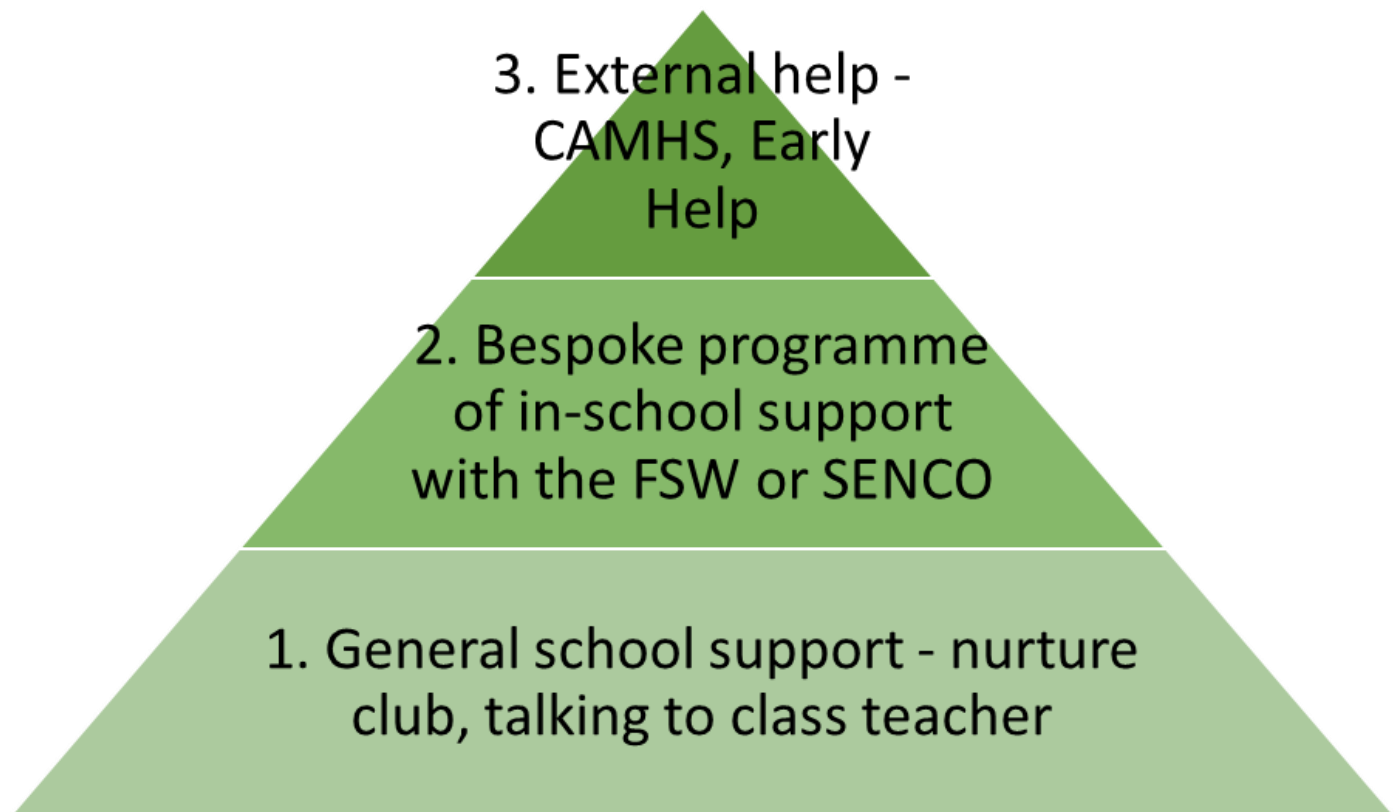 3. External help -
CAMHS, Early
Help
2. Bespoke programme
of in-school support
with the FSW or SENCO
1. General school support - nurture
club, talking to class teacher